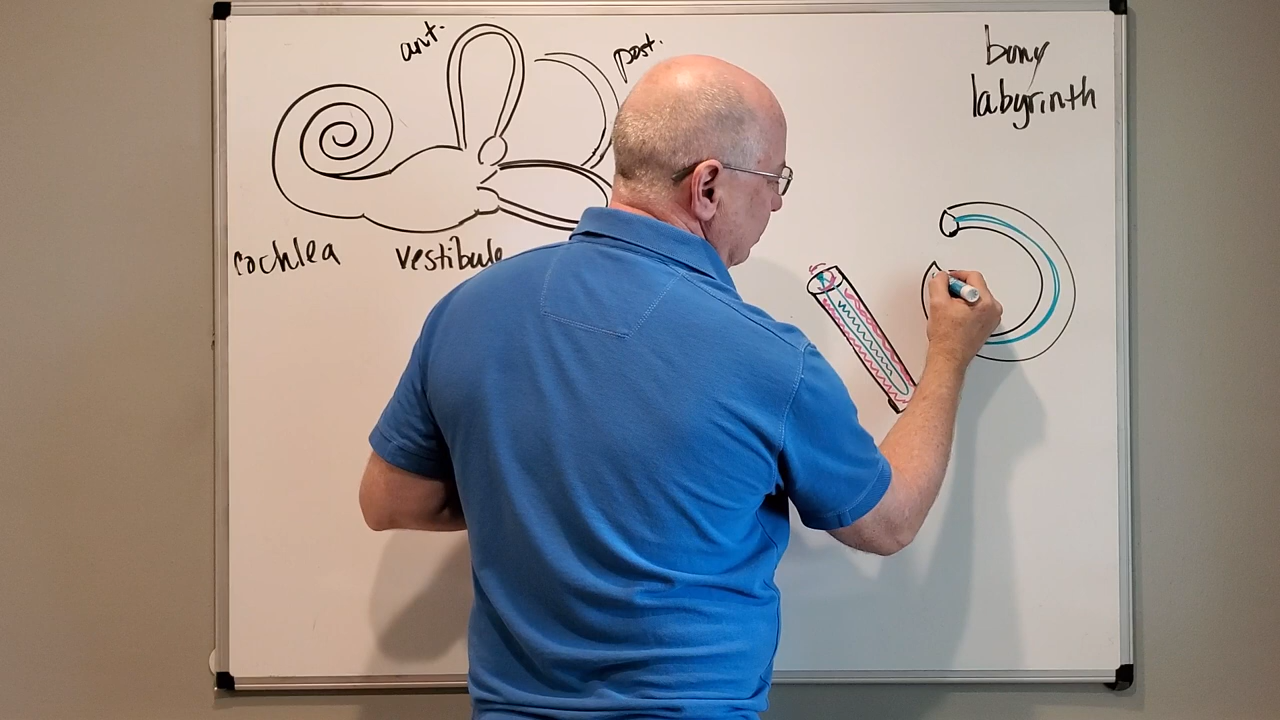 ant.
post.
bony
labyrinth
cochlea
vestibule